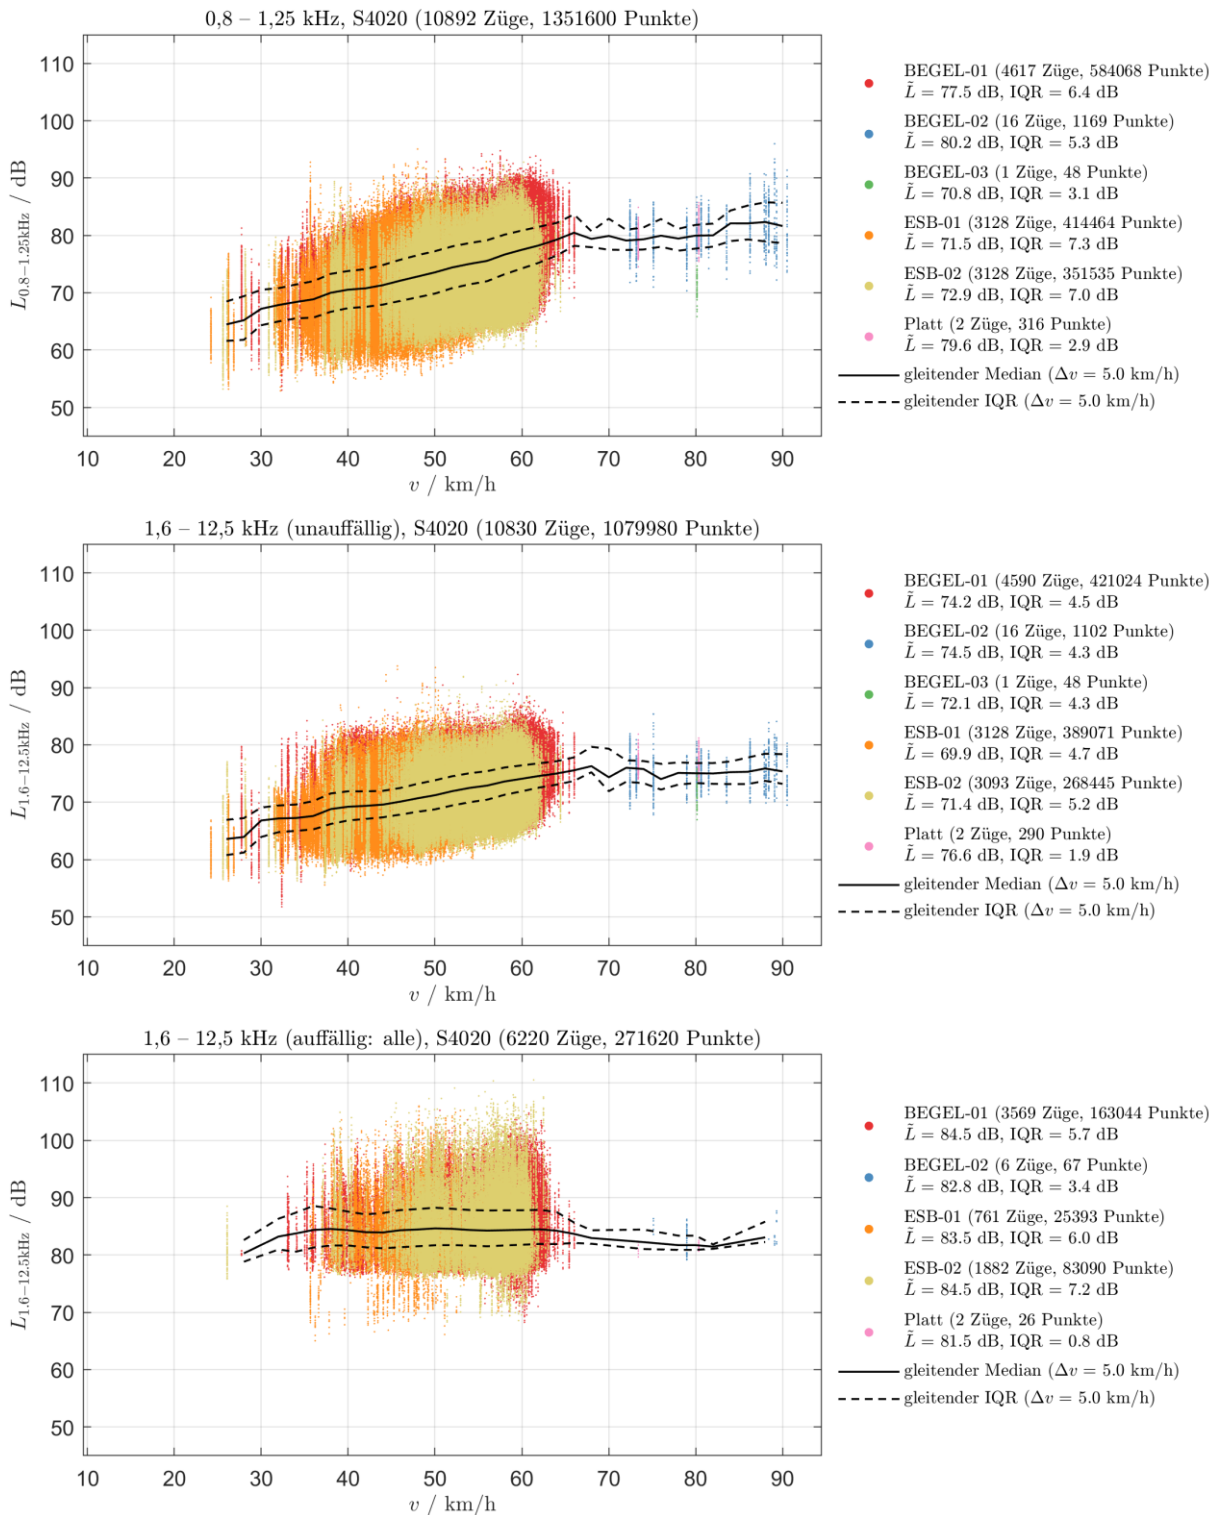 0,8 – 1,25 kHz, S4020 (10892 Züge, 1351600 Punkte)
110
100
90
80
70
60
50
10 20 30 40 50 60 70 80 90
L0.8−1.25kHz / dB
v / km/h
BEGEL-01 (4617 Züge, 584068 Punkte)
L̃ = 77.5 dB, IQR = 6.4 dB
BEGEL-02 (16 Züge, 1169 Punkte)
L̃ = 80.2 dB, IQR = 5.3 dB
BEGEL-03 (1 Züge, 48 Punkte)
L̃ = 70.8 dB, IQR = 3.1 dB
ESB-01 (3128 Züge, 414464 Punkte)
L̃ = 71.5 dB, IQR = 7.3 dB
ESB-02 (3128 Züge, 351535 Punkte)
L̃ = 72.9 dB, IQR = 7.0 dB
Platt (2 Züge, 316 Punkte)
L̃ = 79.6 dB, IQR = 2.9 dB
gleitender Median (Δv = 5.0 km/h)
gleitender IQR (Δv = 5.0 km/h)
1,6 – 12,5 kHz (unauffällig), S4020 (10830 Züge, 1079980 Punkte)
110
100
90
80
70
60
50
10 20 30 40 50 60 70 80 90
L1.6−12.5kHz / dB
v / km/h
BEGEL-01 (4590 Züge, 421024 Punkte)
L̃ = 74.2 dB, IQR = 4.5 dB
BEGEL-02 (16 Züge, 1102 Punkte)
L̃ = 74.5 dB, IQR = 4.3 dB
BEGEL-03 (1 Züge, 48 Punkte)
L̃ = 72.1 dB, IQR = 4.3 dB
ESB-01 (3128 Züge, 389071 Punkte)
L̃ = 69.9 dB, IQR = 4.7 dB
ESB-02 (3093 Züge, 268445 Punkte)
L̃ = 71.4 dB, IQR = 5.2 dB
Platt (2 Züge, 290 Punkte)
L̃ = 76.6 dB, IQR = 1.9 dB
gleitender Median (Δv = 5.0 km/h)
gleitender IQR (Δv = 5.0 km/h)
1,6 – 12,5 kHz (auffällig: alle), S4020 (6220 Züge, 271620 Punkte)
110
100
90
80
70
60
50
10 20 30 40 50 60 70 80 90
L1.6−12.5kHz / dB
v / km/h
BEGEL-01 (3569 Züge, 163044 Punkte)
L̃ = 84.5 dB, IQR = 5.7 dB
BEGEL-02 (6 Züge, 67 Punkte)
L̃ = 82.8 dB, IQR = 3.4 dB
ESB-01 (761 Züge, 25393 Punkte)
L̃ = 83.5 dB, IQR = 6.0 dB
ESB-02 (1882 Züge, 83090 Punkte)
L̃ = 84.5 dB, IQR = 7.2 dB
Platt (2 Züge, 26 Punkte)
L̃ = 81.5 dB, IQR = 0.8 dB
gleitender Median (Δv = 5.0 km/h)
gleitender IQR (Δv = 5.0 km/h)